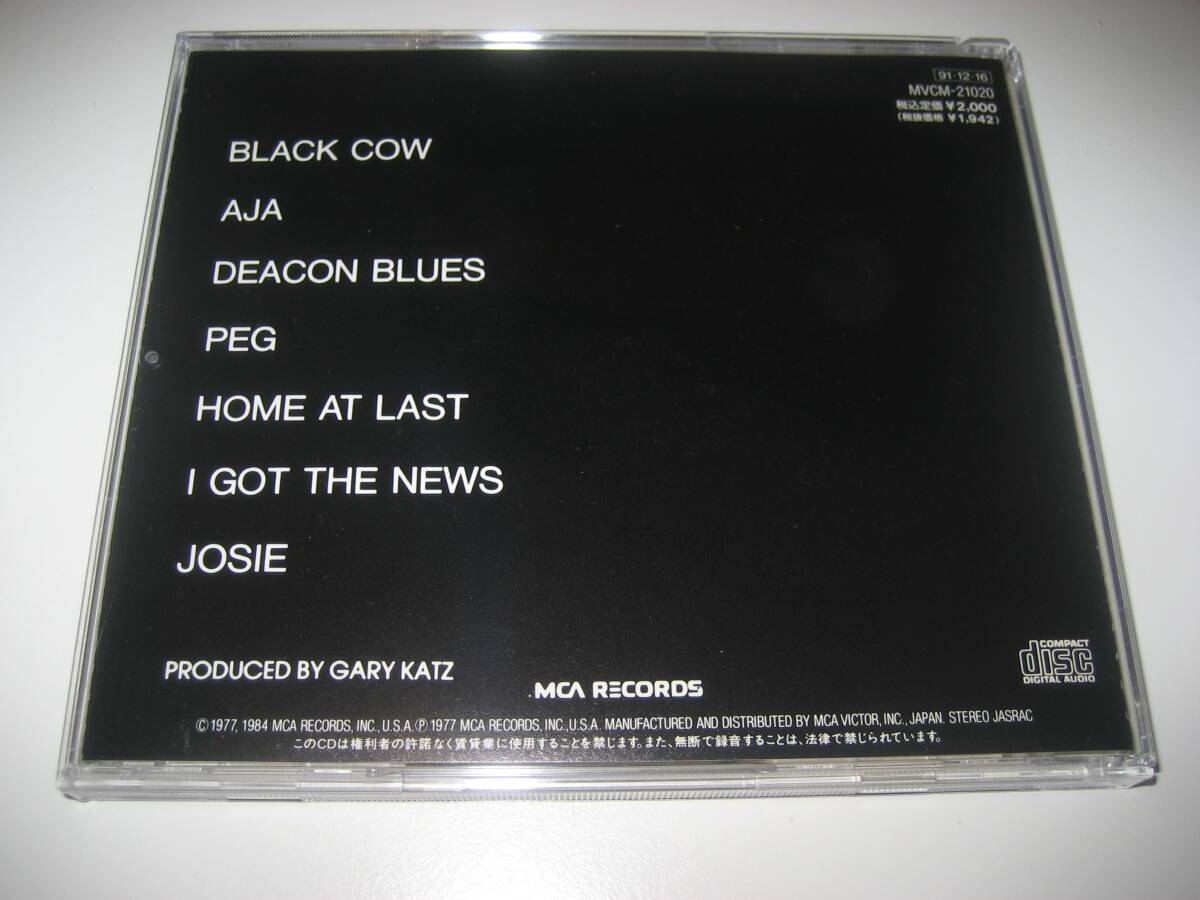 91·12·16
MVCM-21020
税込定価 ¥2,000
(税抜価格 ¥1,942)
BLACK COW
AJA
DEACON BLUES
PEG
HOME AT LAST
I GOT THE NEWS
JOSIE
PRODUCED BY GARY KATZ
MCA RECORDS
COMPACT
disc
DIGITAL AUDIO
©1977, 1984 MCA RECORDS, INC., U.S.A. ℗ 1977 MCA RECORDS, INC., U.S.A. MANUFACTURED AND DISTRIBUTED BY MCA VICTOR, INC., JAPAN. STEREO JASRAC
このCDは権利者の許諾なく賃貸業に使用することを禁じます。また、無断で録音することは、法律で禁じられています。